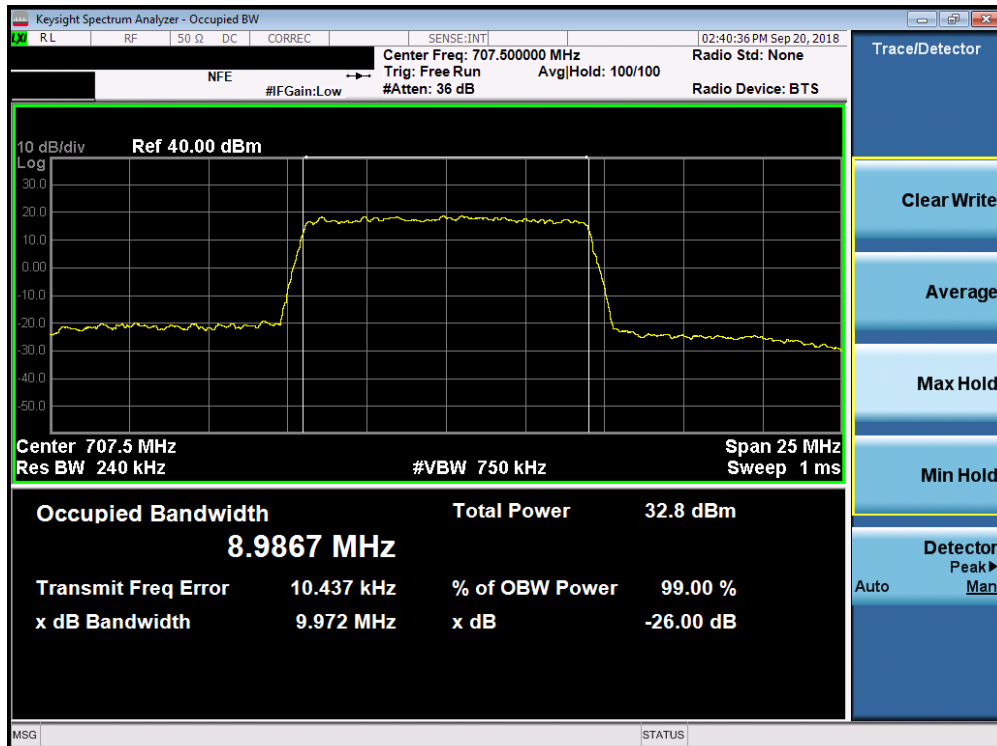 Keysight Spectrum Analyzer - Occupied BW
LXI RL RF 50 Ω DC CORREC SENSE:INT 02:40:36 PM Sep 20, 2018
NFE
#IFGain:Low
Center Freq: 707.500000 MHz
Trig: Free Run Avg|Hold: 100/100
#Atten: 36 dB
Radio Std: None
Radio Device: BTS
10 dB/div Ref 40.00 dBm
Log
30.0
20.0
10.0
0.00
-10.0
-20.0
-30.0
-40.0
-50.0
Center 707.5 MHz Span 25 MHz
Res BW 240 kHz #VBW 750 kHz Sweep 1 ms
Occupied Bandwidth Total Power 32.8 dBm
8.9867 MHz
Transmit Freq Error 10.437 kHz % of OBW Power 99.00 %
x dB Bandwidth 9.972 MHz x dB -26.00 dB
MSG STATUS
Trace/Detector
Clear Write
Average
Max Hold
Min Hold
Detector
Peak▶
Auto Man